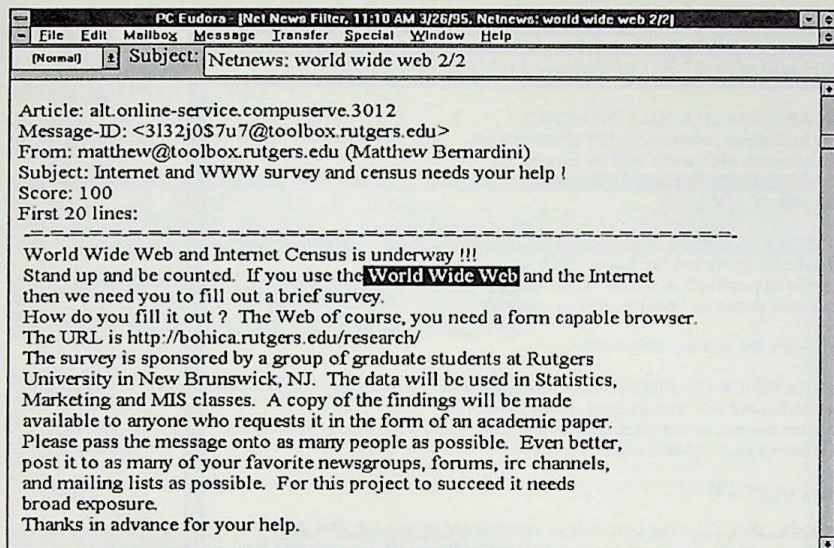 PC Eudora - [Net News Filter, 11:10 AM 3/26/95, Netnews: world wide web 2/2]
File Edit Mailbox Message Transfer Special Window Help
(Normal) Subject: Netnews: world wide web 2/2
Article: alt.online-service.compuserve.3012
Message-ID: <3l32j0$7u7@toolbox.rutgers.edu>
From: matthew@toolbox.rutgers.edu (Matthew Bernardini)
Subject: Internet and WWW survey and census needs your help !
Score: 100
First 20 lines:
-=-=-=-=-=-=-=-=-=-=-=-=-=-=-=-=-=-=-=-=-=-=-=-=-=-=-=-=-=-=-=-=-=-
World Wide Web and Internet Census is underway !!!
Stand up and be counted. If you use the World Wide Web and the Internet
then we need you to fill out a brief survey.
How do you fill it out ? The Web of course, you need a form capable browser.
The URL is http://bohica.rutgers.edu/research/
The survey is sponsored by a group of graduate students at Rutgers
University in New Brunswick, NJ. The data will be used in Statistics,
Marketing and MIS classes. A copy of the findings will be made
available to anyone who requests it in the form of an academic paper.
Please pass the message onto as many people as possible. Even better,
post it to as many of your favorite newsgroups, forums, irc channels,
and mailing lists as possible. For this project to succeed it needs
broad exposure.
Thanks in advance for your help.